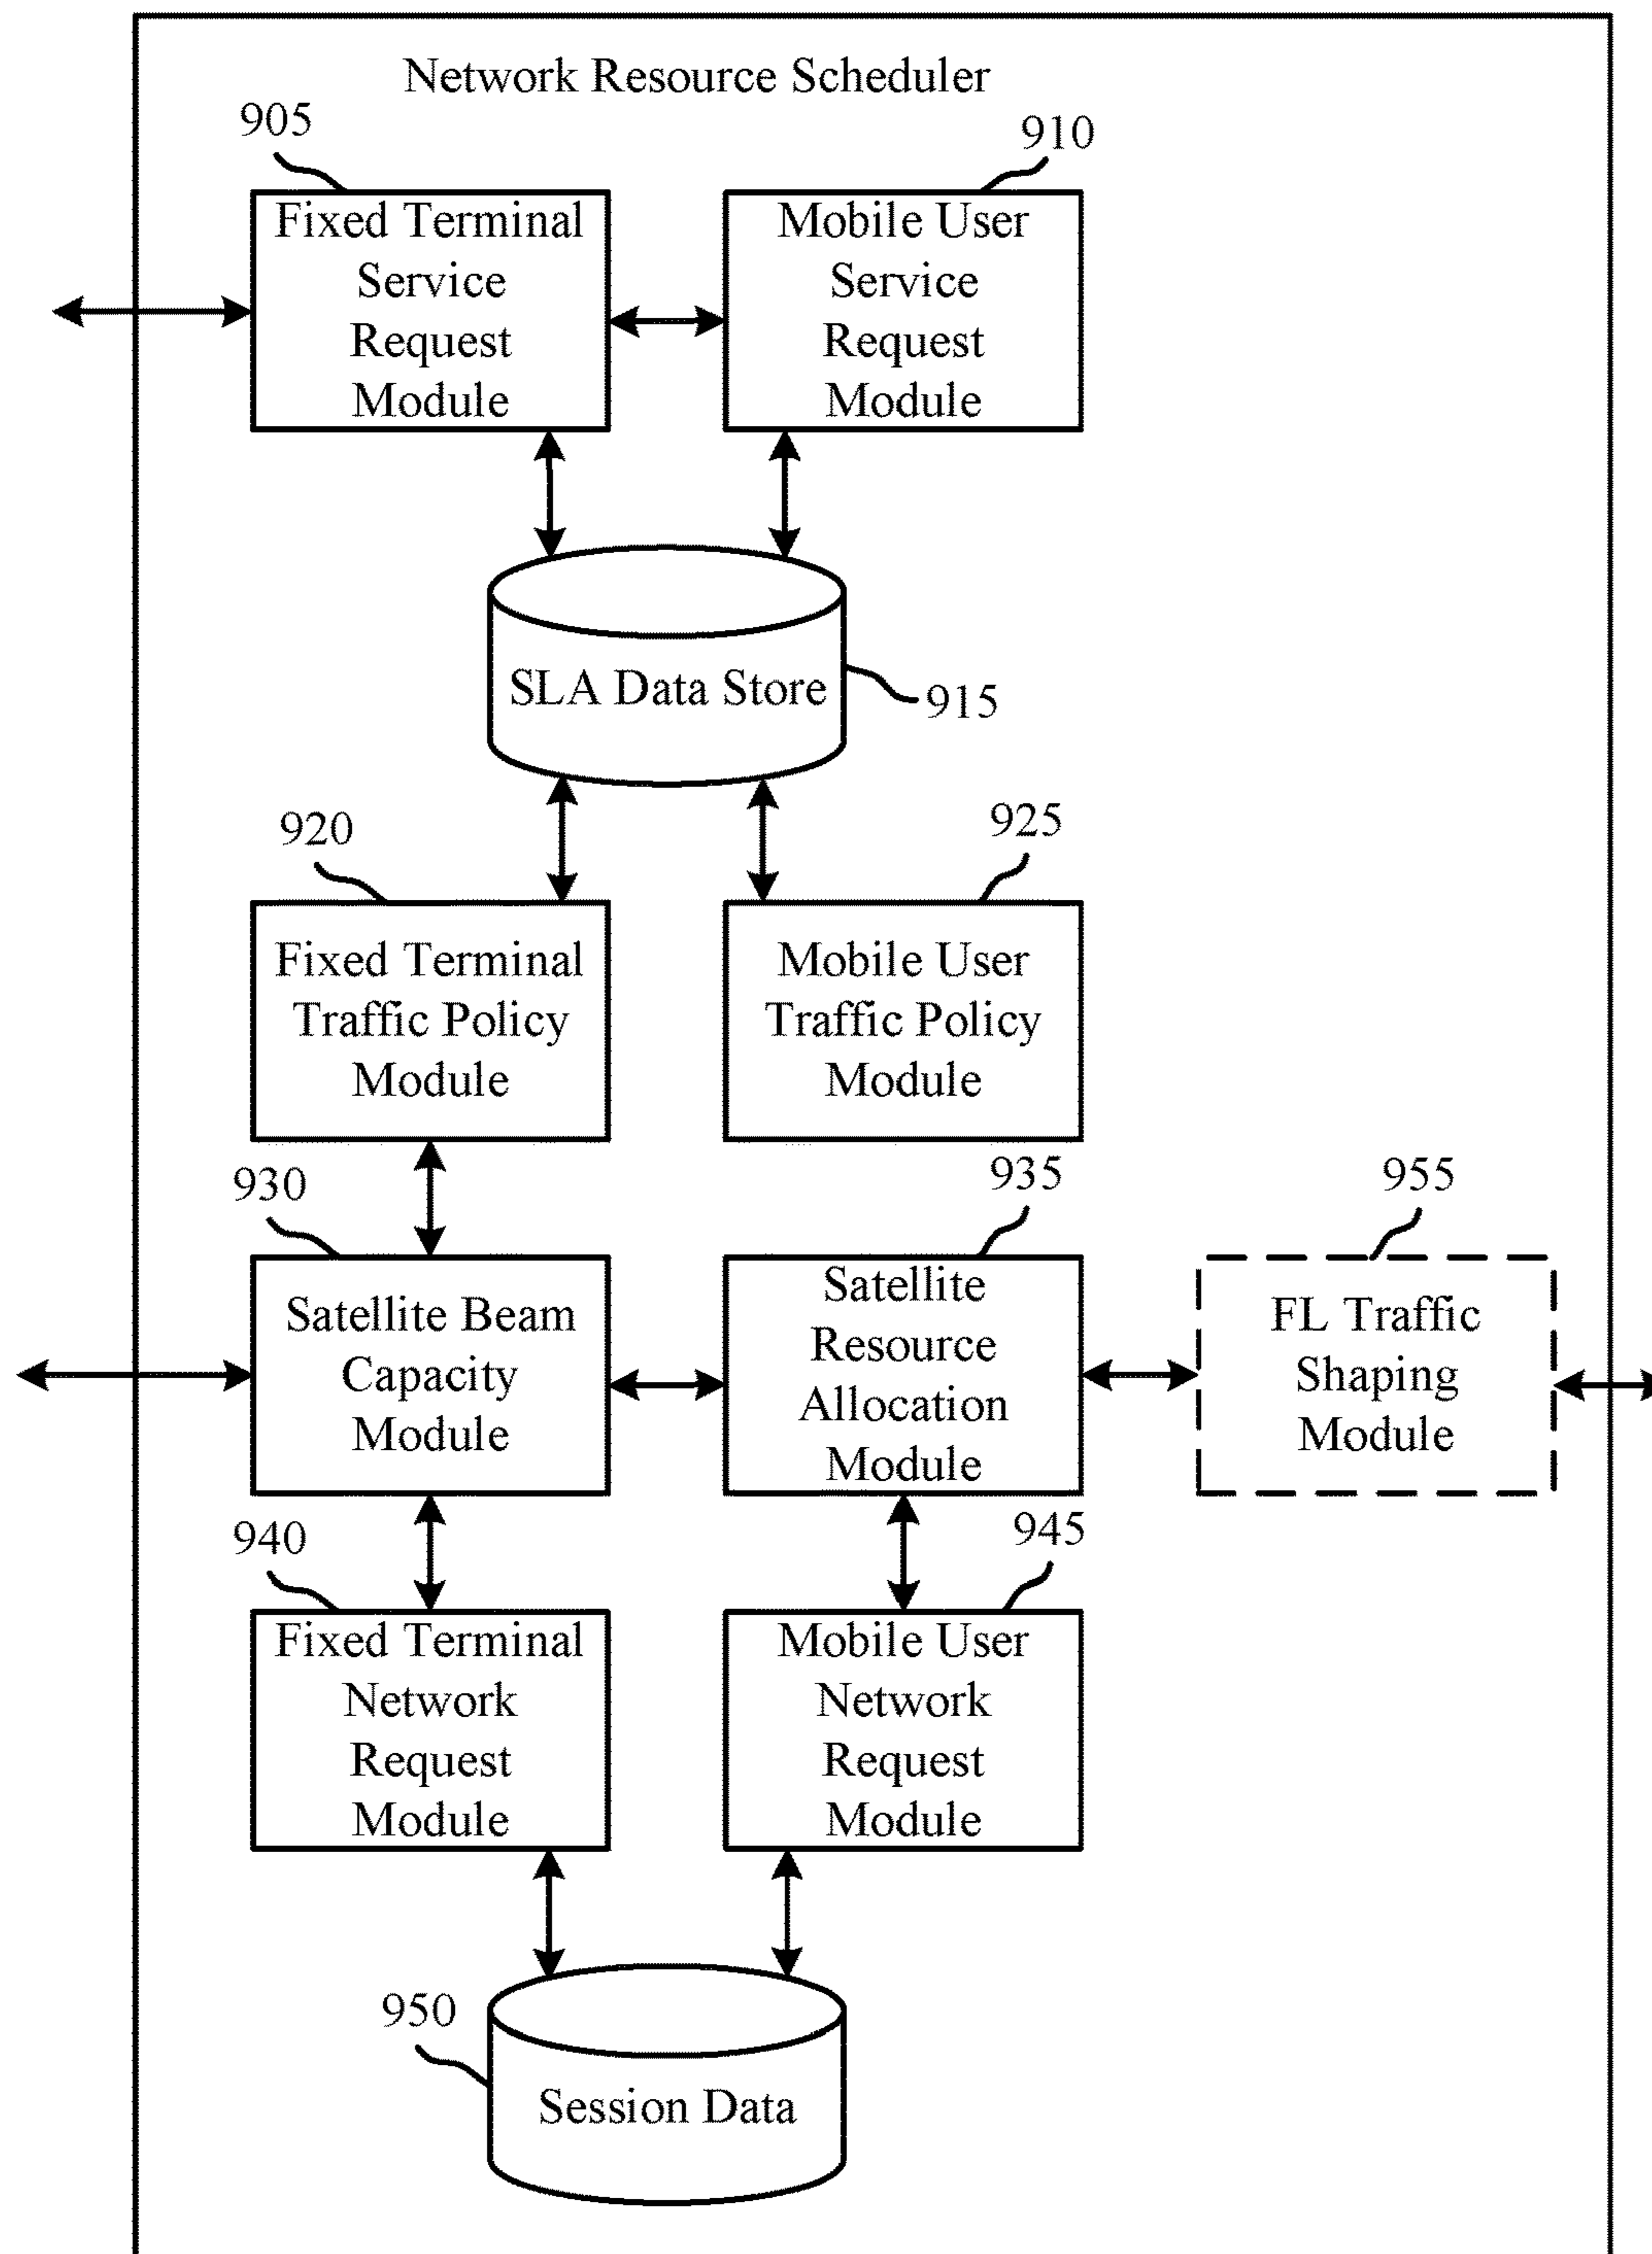 Network Resource Scheduler
905
910
Fixed Terminal
Service
Request
Module
Mobile User
Service
Request
Module
SLA Data Store
915
920
925
Fixed Terminal
Traffic Policy
Module
Mobile User
Traffic Policy
Module
930
935
955
Satellite Beam
Capacity
Module
Satellite
Resource
Allocation
Module
FL Traffic
Shaping
Module
940
945
Fixed Terminal
Network
Request
Module
Mobile User
Network
Request
Module
950
Session Data